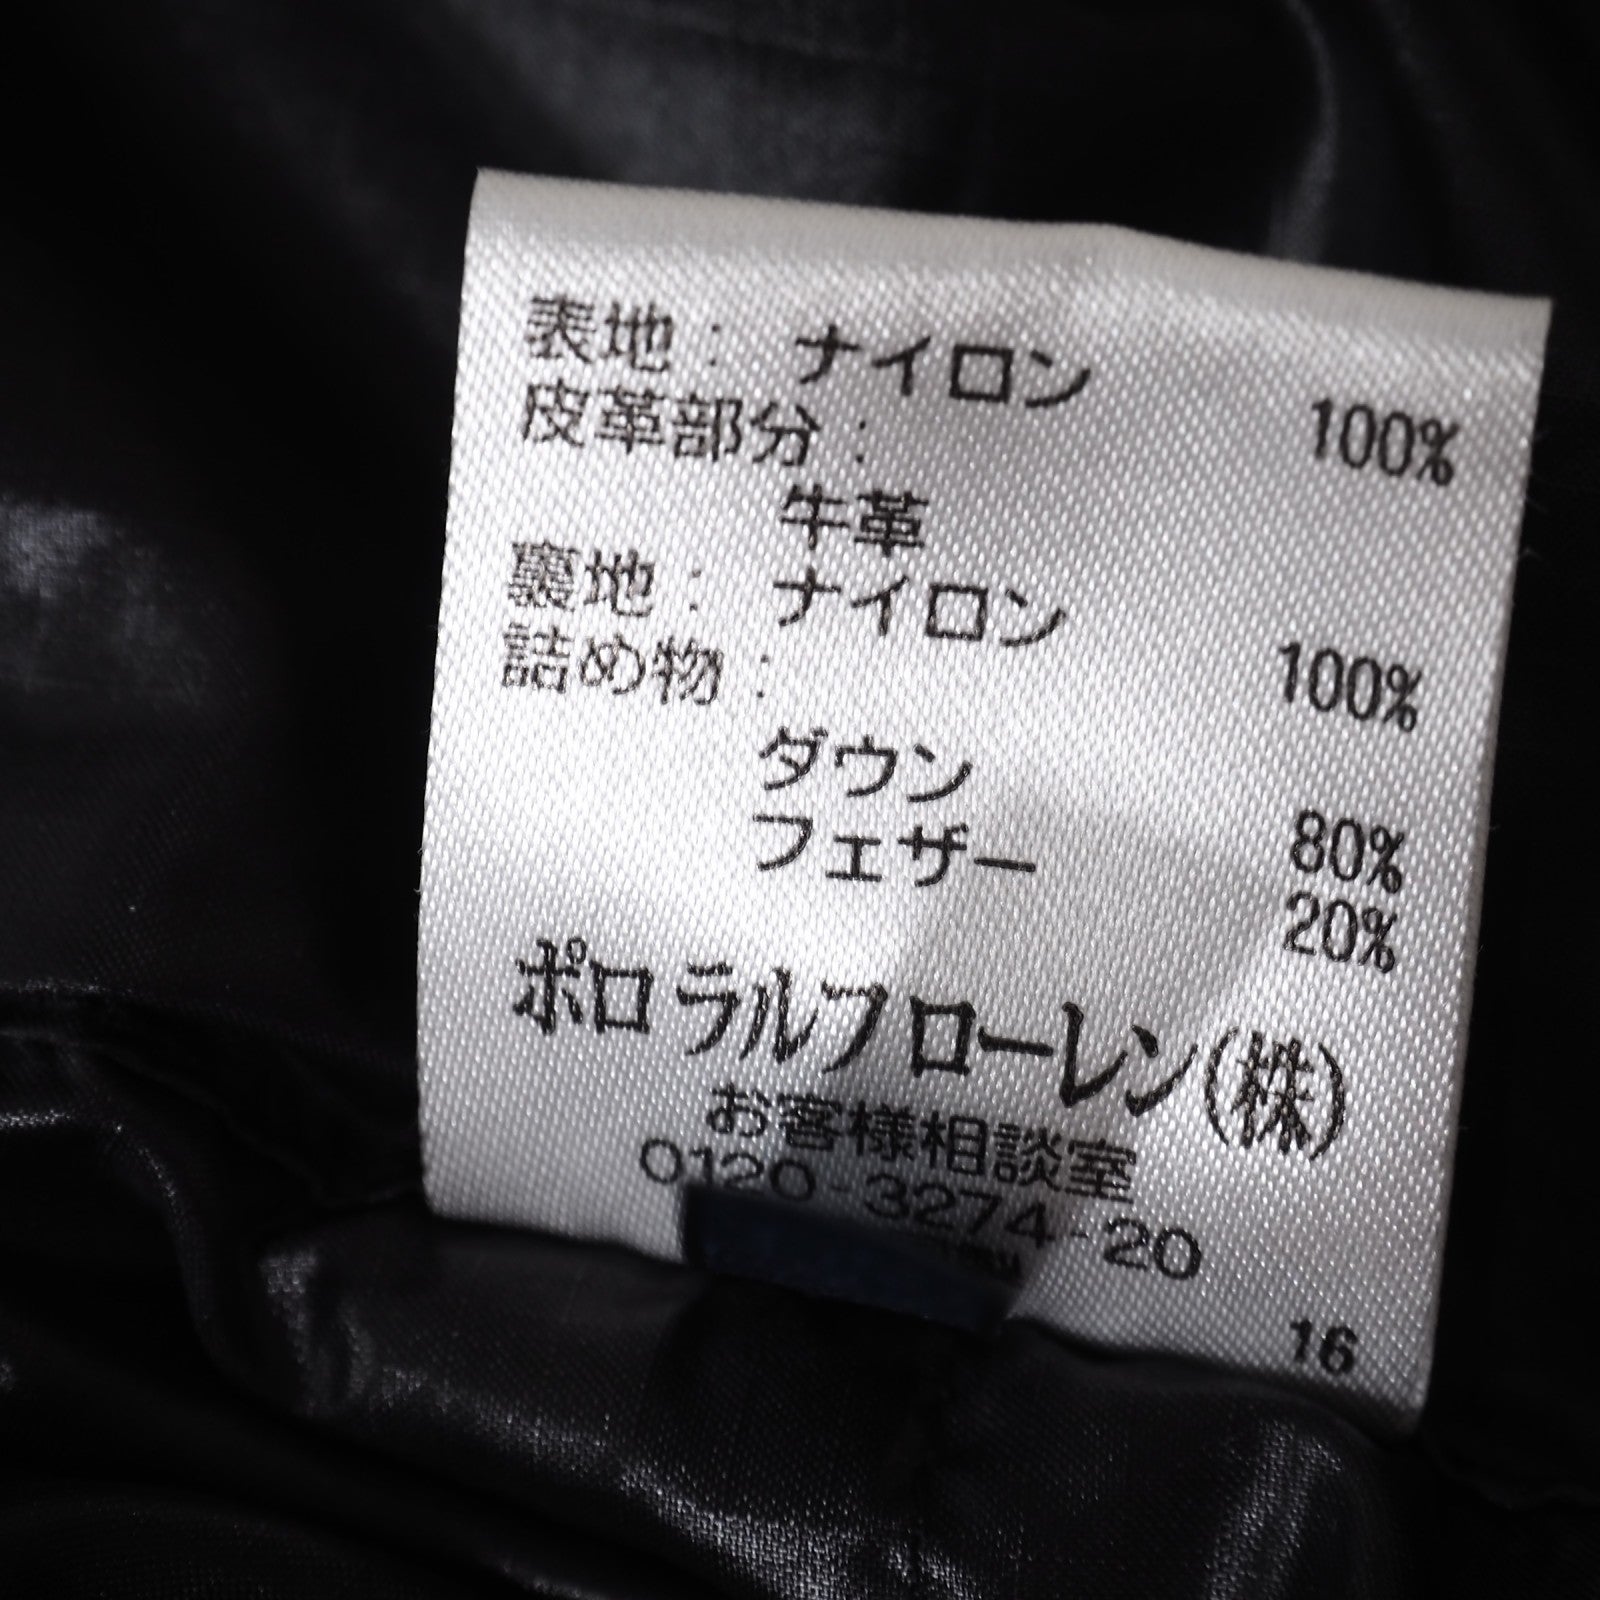 表地： ナイロン 100%
皮革部分：
牛革
裏地： ナイロン 100%
詰め物：
ダウン 80%
フェザー 20%
ポロ ラルフ ローレン(株)
お客様相談室
0120-3274-20
16